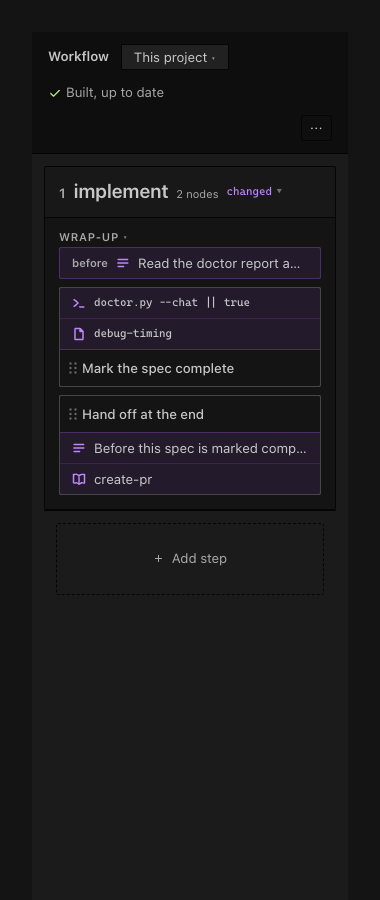 Workflow This project
Built, up to date
...
1 implement 2 nodes changed
WRAP-UP
before Read the doctor report a...
doctor.py --chat || true
debug-timing
Mark the spec complete
Hand off at the end
Before this spec is marked comp...
create-pr
+ Add step